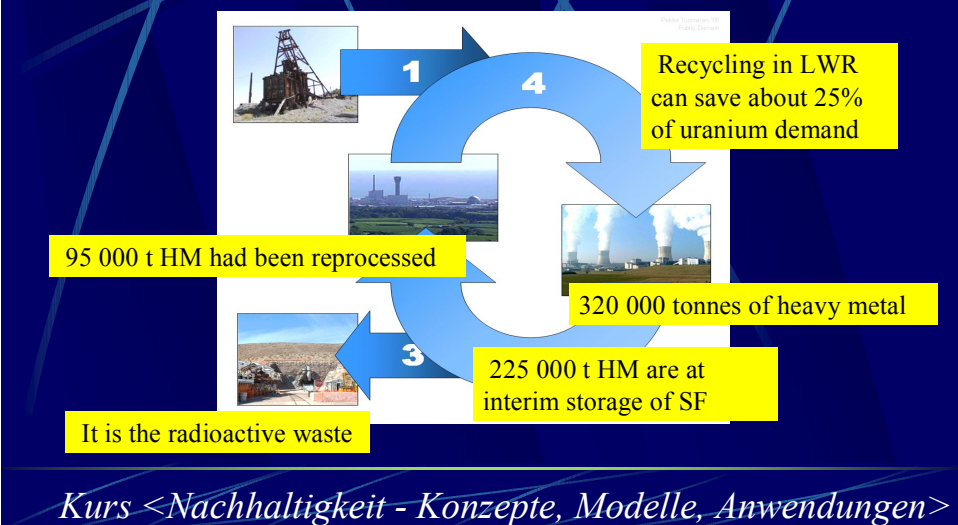 Public Domain
1
4
Recycling in LWR
can save about 25%
of uranium demand
95 000 t HM had been reprocessed
320 000 tonnes of heavy metal
3
225 000 t HM are at
interim storage of SF
It is the radioactive waste
Kurs <Nachhaltigkeit - Konzepte, Modelle, Anwendungen>